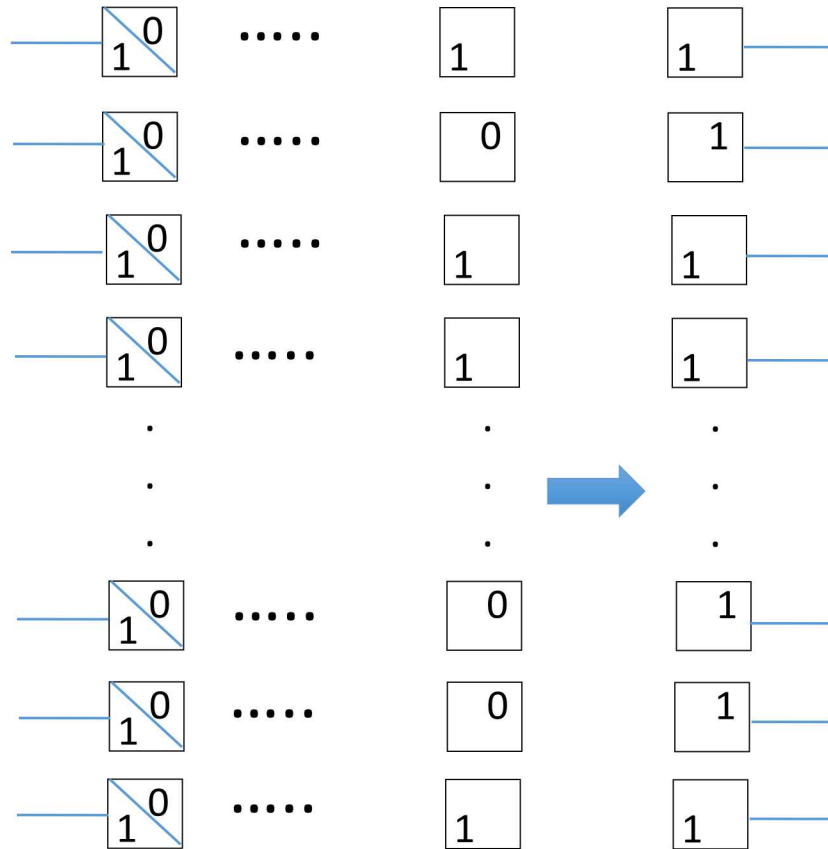 0 1 ..... 1 1
0 1 ..... 0 1
0 1 ..... 1 1
0 1 ..... 1 1
. . .
. . .
. . .
0 1 ..... 0 1
0 1 ..... 0 1
0 1 ..... 1 1